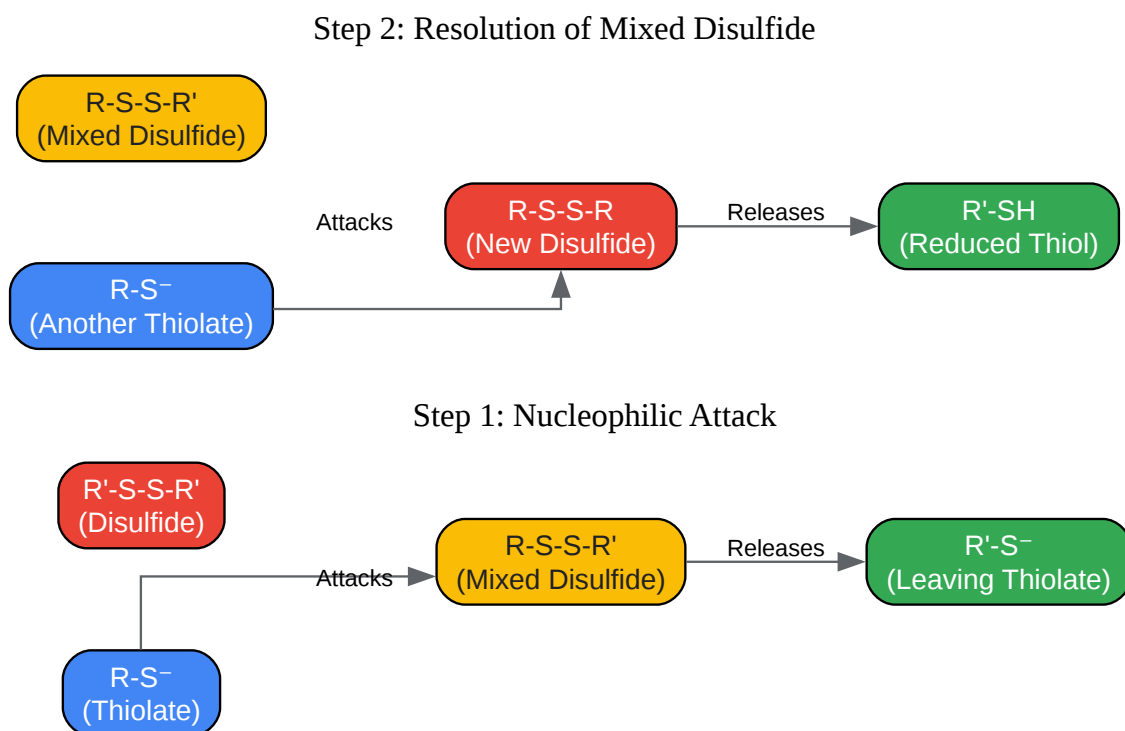 Step 2: Resolution of Mixed Disulfide
R-S-S-R'
(Mixed Disulfide)
Attacks
R-S-S-R
(New Disulfide)
Releases
R'-SH
(Reduced Thiol)
R-S⁻
(Another Thiolate)
Step 1: Nucleophilic Attack
R'-S-S-R'
(Disulfide)
Attacks
R-S-S-R'
(Mixed Disulfide)
Releases
R'-S⁻
(Leaving Thiolate)
R-S⁻
(Thiolate)